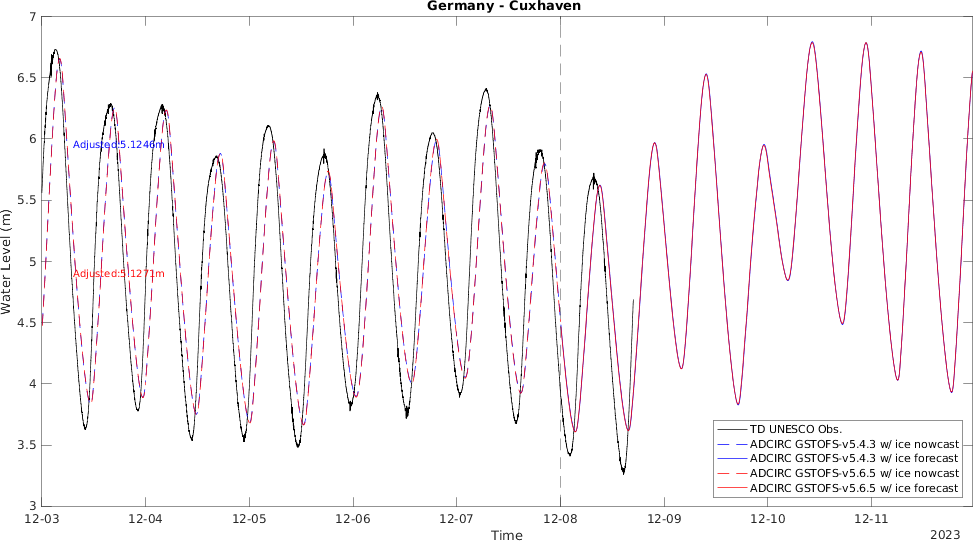 Germany - Cuxhaven
7
6.5
6
5.5
5
4.5
4
3.5
3
Water Level (m)
Adjusted:5.1246m
Adjusted:5.1271m
TD UNESCO Obs.
ADCIRC GSTOFS-v5.4.3 w/ ice nowcast
ADCIRC GSTOFS-v5.4.3 w/ ice forecast
ADCIRC GSTOFS-v5.6.5 w/ ice nowcast
ADCIRC GSTOFS-v5.6.5 w/ ice forecast
12-03 12-04 12-05 12-06 12-07 12-08 12-09 12-10 12-11
Time
2023